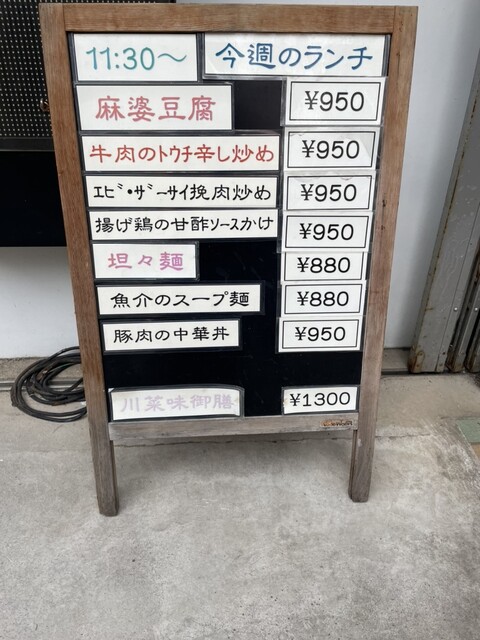 11:30～ 今週のランチ
麻婆豆腐 ¥950
牛肉のトウチ辛し炒め ¥950
エビ・ザーサイ挽肉炒め ¥950
揚げ鶏の甘酢ソースかけ ¥950
坦々麺 ¥880
魚介のスープ麺 ¥880
豚肉の中華丼 ¥950
川菜味御膳 ¥1300